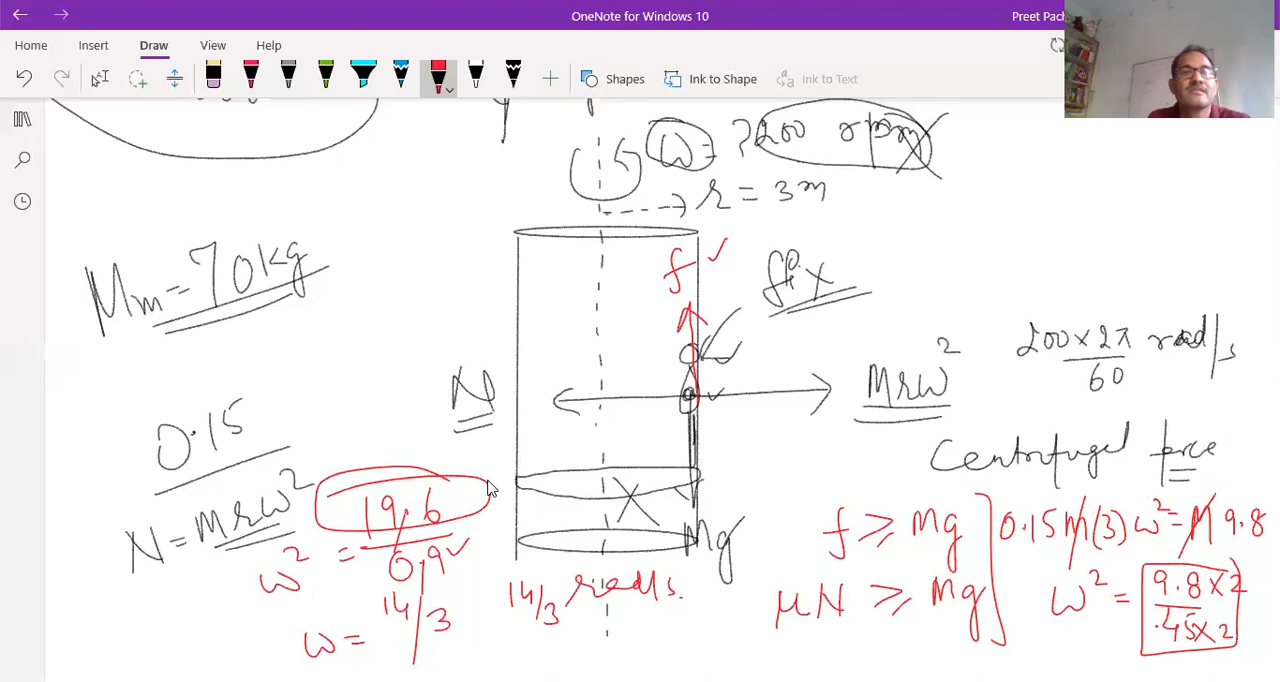 OneNote for Windows 10
Preet Pac
Home Insert Draw View Help
Shapes Ink to Shape Ink to Text
ω = ? 200 rpm
r = 3m
Mm = 70kg
f
N
Mrω²
200×2π/60 rad/s
Centrifugal force
0.15
N = Mrω²
Mg
f ≥ Mg
μN ≥ Mg
0.15 M(3)ω² = M 9.8
ω² = 9.8×2/.45×2
ω² = 19.6/0.9
ω = 14/3
14/3 rad/s.